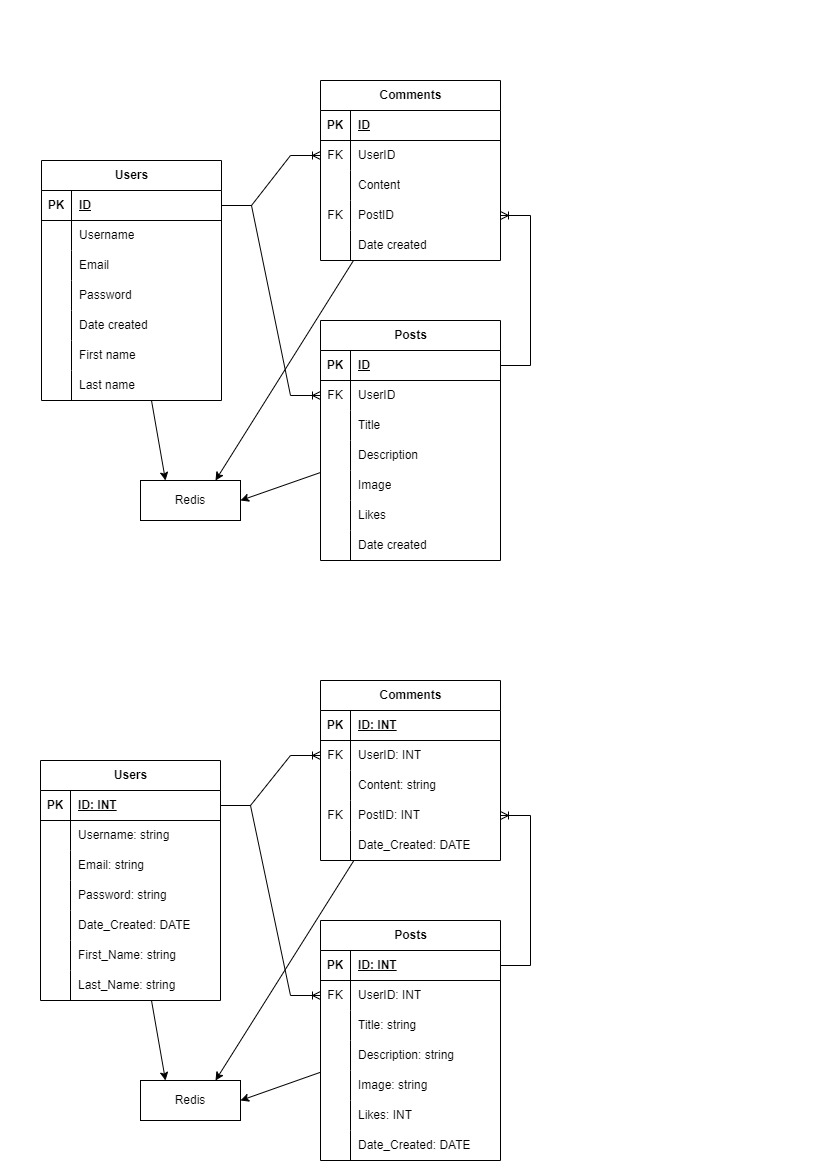 Comments
PK ID
FK UserID
Content
FK PostID
Date created
Users
PK ID
Username
Email
Password
Date created
First name
Last name
Posts
PK ID
FK UserID
Title
Description
Image
Likes
Date created
Redis
Comments
PK ID: INT
FK UserID: INT
Content: string
FK PostID: INT
Date_Created: DATE
Users
PK ID: INT
Username: string
Email: string
Password: string
Date_Created: DATE
First_Name: string
Last_Name: string
Posts
PK ID: INT
FK UserID: INT
Title: string
Description: string
Image: string
Likes: INT
Date_Created: DATE
Redis